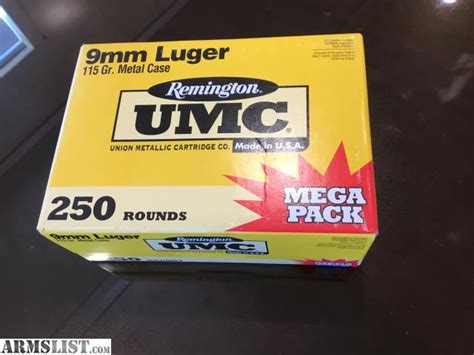 9mm Luger
115 Gr. Metal Case
Remington
UMC
UNION METALLIC CARTRIDGE CO. Made in U.S.A.
250 ROUNDS
MEGA
PACK
9mm Luger
Remington
UMC
ARMSLIST.com